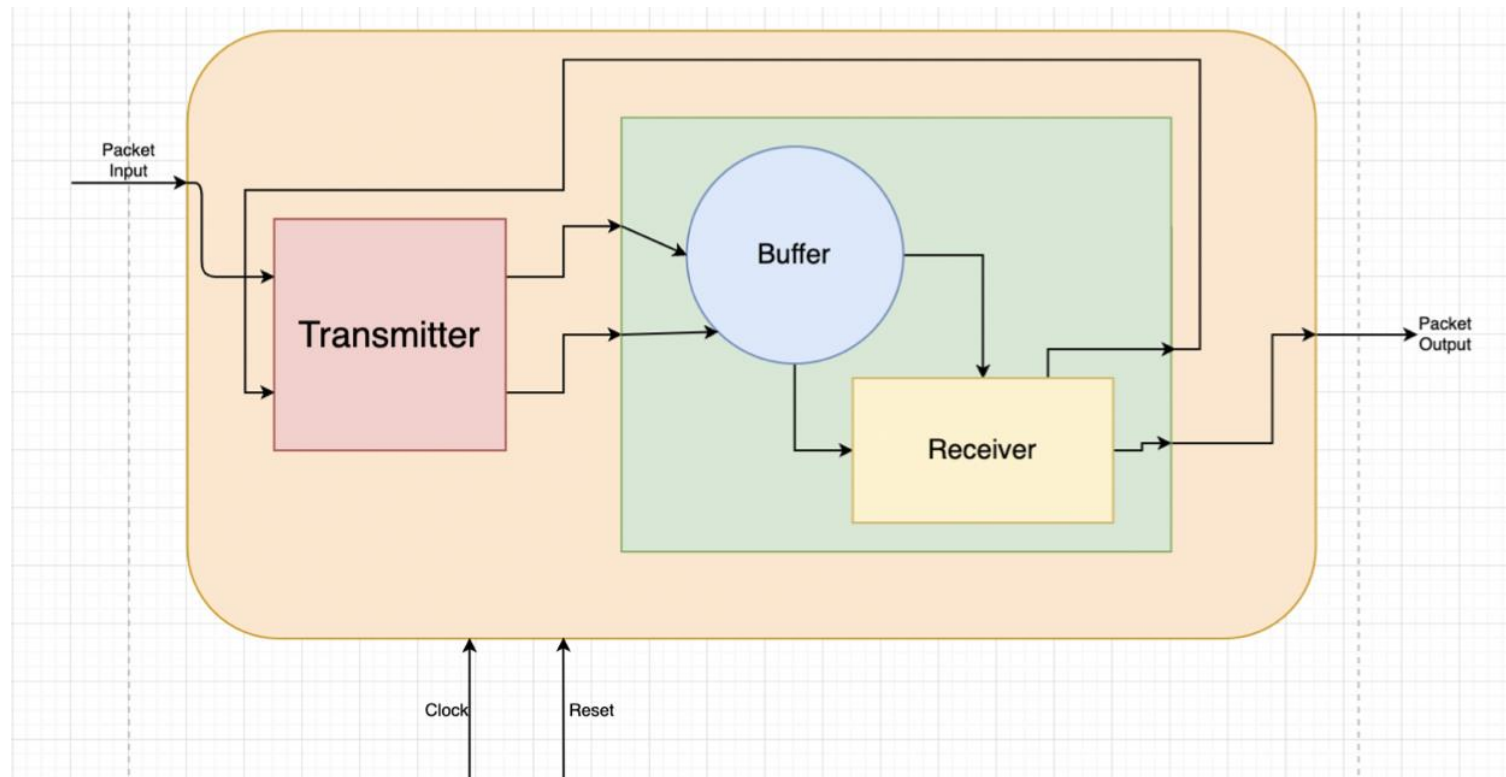 Packet
Input
Buffer
Transmitter
Packet
Output
Receiver
Clock
Reset